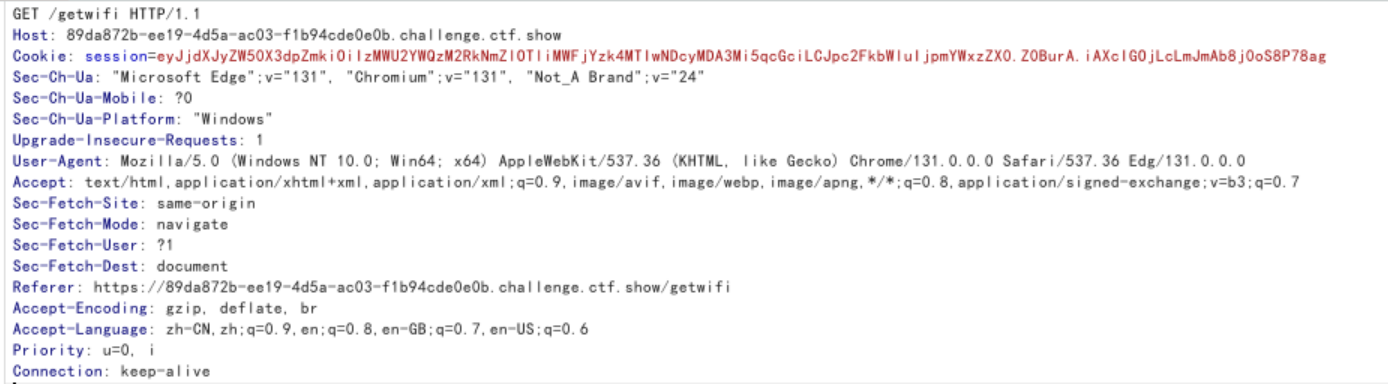 GET /getwifi HTTP/1.1
Host: 89da872b-ee19-4d5a-ac03-f1b94cde0e0b.challenge.ctf.show
Cookie: session=eyJjdXJyZW50X3dpZmkiOiIzMWU2YWQzM2RkNmZlOTliMWFjYzk4MTIwNDcyMDA3Mi5qcGciLCJpc2FkbWluIjpmYWxzZX0.Z0BurA.iAXcIG0jLcLmJmAb8j0oS8P78ag
Sec-Ch-Ua: "Microsoft Edge";v="131", "Chromium";v="131", "Not_A Brand";v="24"
Sec-Ch-Ua-Mobile: ?0
Sec-Ch-Ua-Platform: "Windows"
Upgrade-Insecure-Requests: 1
User-Agent: Mozilla/5.0 (Windows NT 10.0; Win64; x64) AppleWebKit/537.36 (KHTML, like Gecko) Chrome/131.0.0.0 Safari/537.36 Edg/131.0.0.0
Accept: text/html,application/xhtml+xml,application/xml;q=0.9,image/avif,image/webp,image/apng,*/*;q=0.8,application/signed-exchange;v=b3;q=0.7
Sec-Fetch-Site: same-origin
Sec-Fetch-Mode: navigate
Sec-Fetch-User: ?1
Sec-Fetch-Dest: document
Referer: https://89da872b-ee19-4d5a-ac03-f1b94cde0e0b.challenge.ctf.show/getwifi
Accept-Encoding: gzip, deflate, br
Accept-Language: zh-CN,zh;q=0.9,en;q=0.8,en-GB;q=0.7,en-US;q=0.6
Priority: u=0, i
Connection: keep-alive